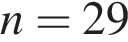 n = 29